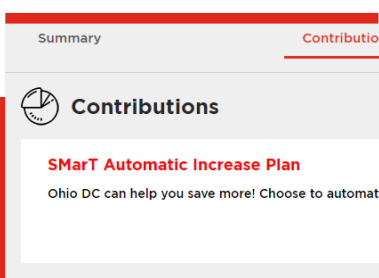 Summary Contributio
Contributions
SMarT Automatic Increase Plan
Ohio DC can help you save more! Choose to automat